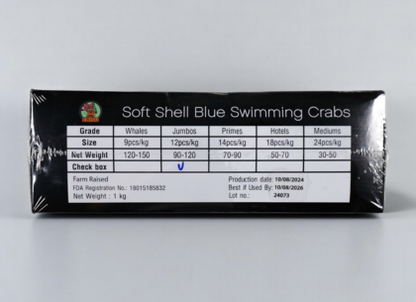 Soft Shell Blue Swimming Crabs
Grade Whales Jumbos Primes Hotels Mediums
Size 9pcs/kg 12pcs/kg 14pcs/kg 18pcs/kg 24pcs/kg
Net Weight 120-150 90-120 70-90 50-70 30-50
Check box
Farm Raised Production date: 10/08/2024
FDA Registration No.: 18015185832 Best if Used By: 10/08/2026
Net Weight : 1 kg Lot no.: 24073